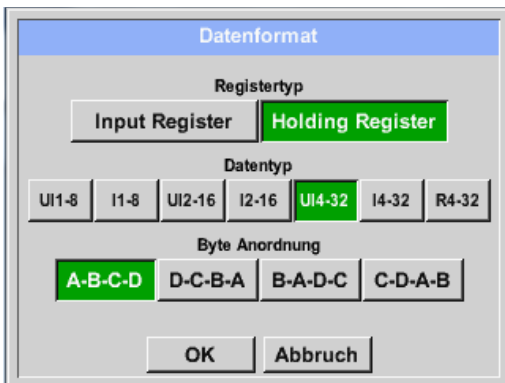 Datenformat
Registertyp
Input Register Holding Register
Datentyp
UI1-8 I1-8 UI2-16 I2-16 UI4-32 I4-32 R4-32
Byte Anordnung
A-B-C-D D-C-B-A B-A-D-C C-D-A-B
OK Abbruch